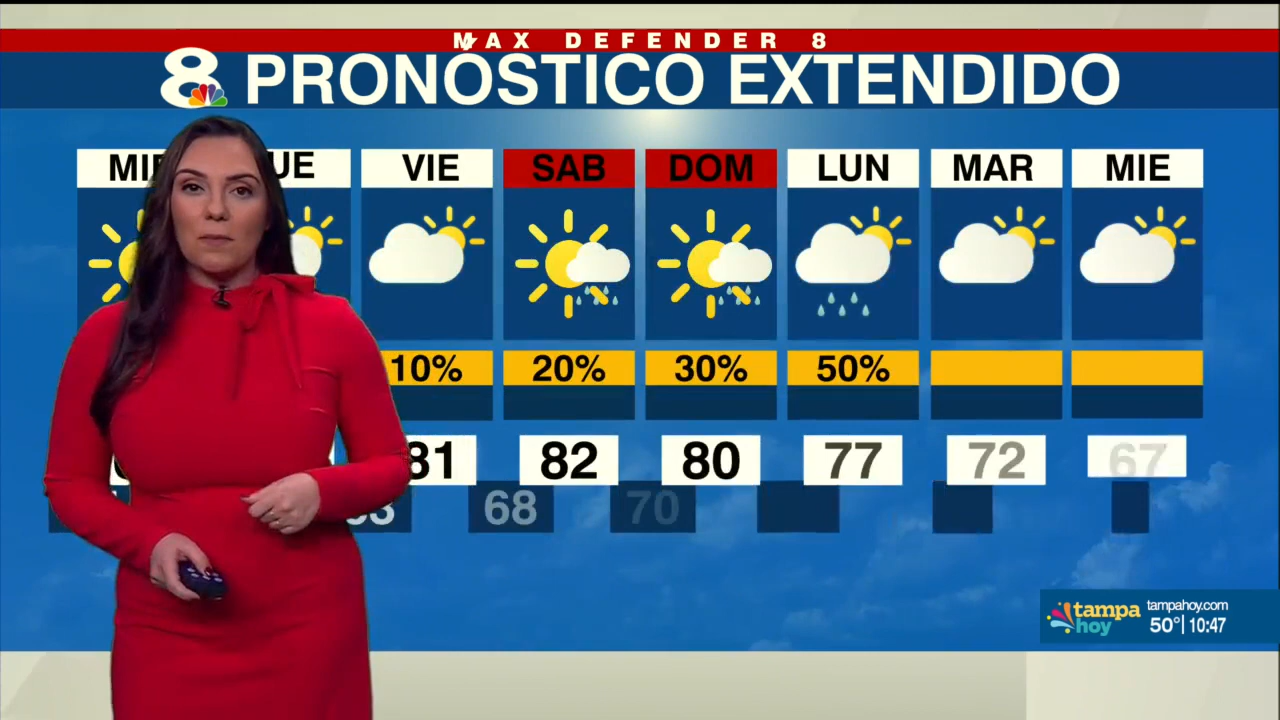 MAX DEFENDER 8
8 PRONÓSTICO EXTENDIDO
VIE SAB DOM LUN MAR MIE
10% 20% 30% 50%
81 82 80 77 72 67
68 70
tampa hoy
tampahoy.com
50° | 10:47